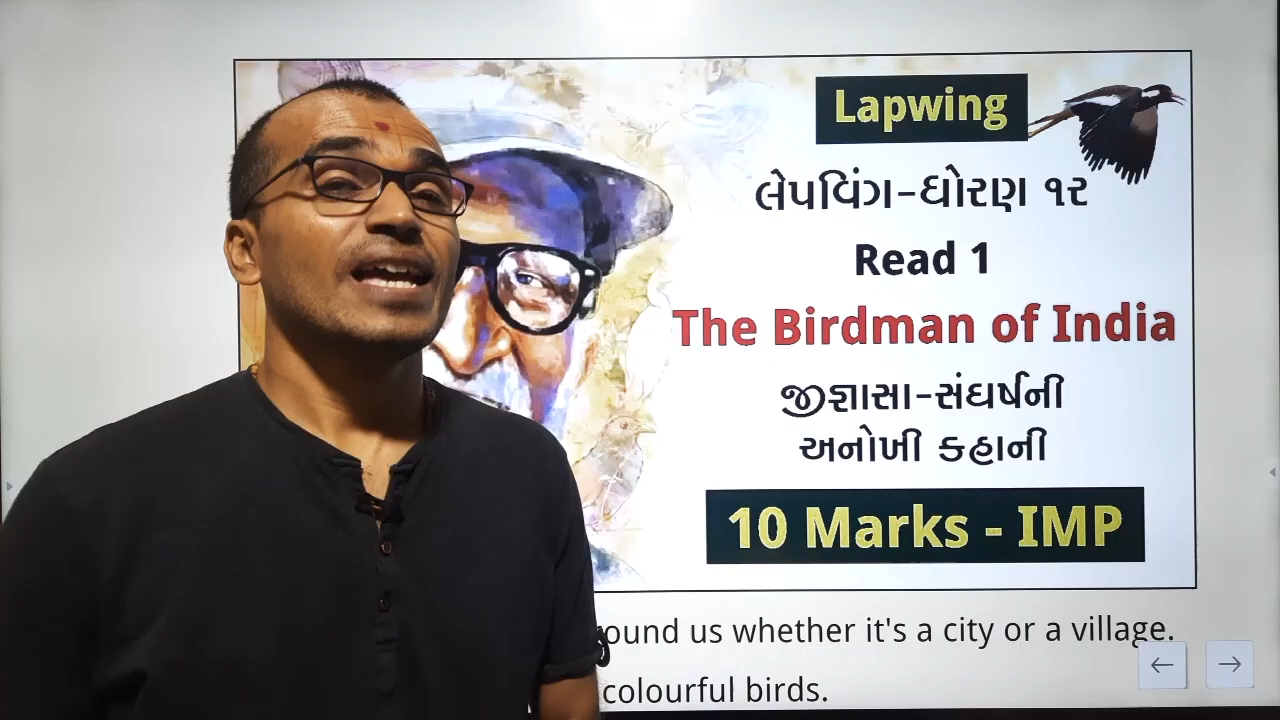 Lapwing
લેપવિંગ-ધોરણ ૧૨
Read 1
The Birdman of India
જીજ્ઞાસા-સંઘર્ષની
અનોખી કહાની
10 Marks - IMP
us whether it's a city or a village.
colourful birds.